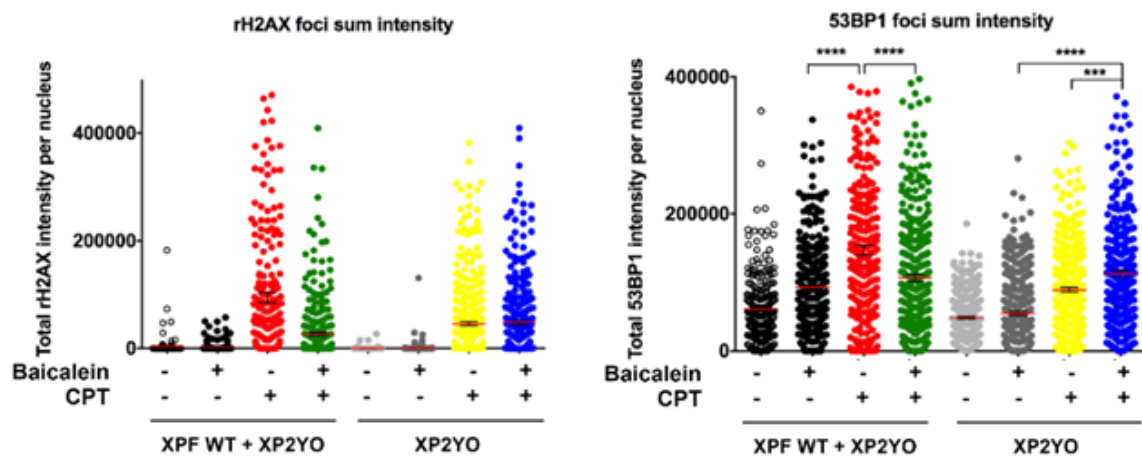 rH2AX foci sum intensity
Total rH2AX intensity per nucleus
400000
200000
0
Baicalein - + - + - + - +
CPT - - + + - - + +
XPF WT + XP2YO XP2YO
53BP1 foci sum intensity
Total 53BP1 intensity per nucleus
400000
200000
0
**** **** **** ***
Baicalein - + - + - + - +
CPT - - + + - - + +
XPF WT + XP2YO XP2YO